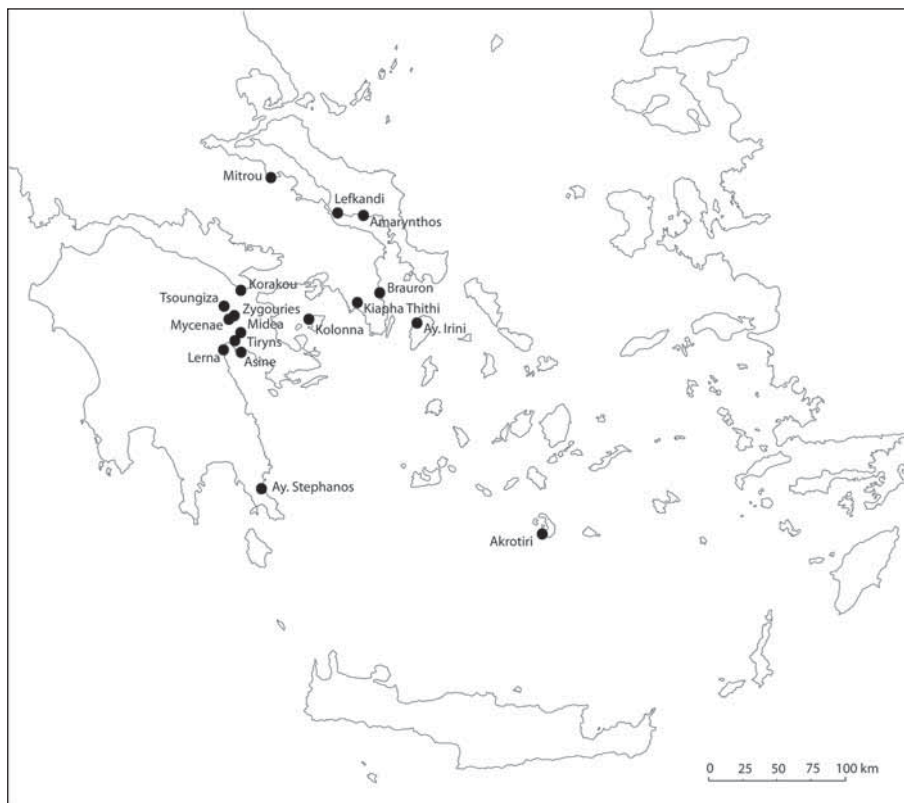 Mitrou
Lefkandi
Amarynthos
Korakou
Brauron
Tsoungiza
Zygouries
Kiapha Thithi
Mycenae
Midea
Kolonna
Ay. Irini
Tiryns
Lerna
Asine
Ay. Stephanos
Akrotiri
0 25 50 75 100 km